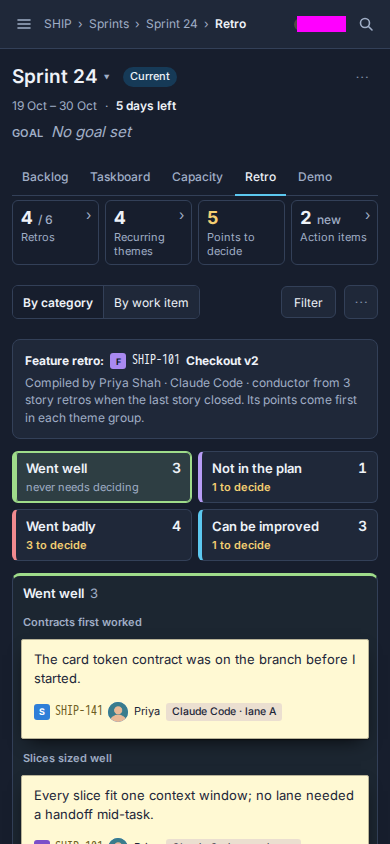 SHIP › Sprints › Sprint 24 › Retro
Sprint 24 ▾ Current ...
19 Oct – 30 Oct · 5 days left
GOAL No goal set
Backlog Taskboard Capacity Retro Demo
4 / 6 ›
Retros
4 ›
Recurring
themes
5
Points to
decide
2 new ›
Action items
By category By work item Filter ...
Feature retro: F SHIP-101 Checkout v2
Compiled by Priya Shah · Claude Code · conductor from 3
story retros when the last story closed. Its points come first
in each theme group.
Went well 3
never needs deciding
Not in the plan 1
1 to decide
Went badly 4
3 to decide
Can be improved 3
1 to decide
Went well 3
Contracts first worked
The card token contract was on the branch before I
started.
S SHIP-141 Priya Claude Code · lane A
Slices sized well
Every slice fit one context window; no lane needed
a handoff mid-task.